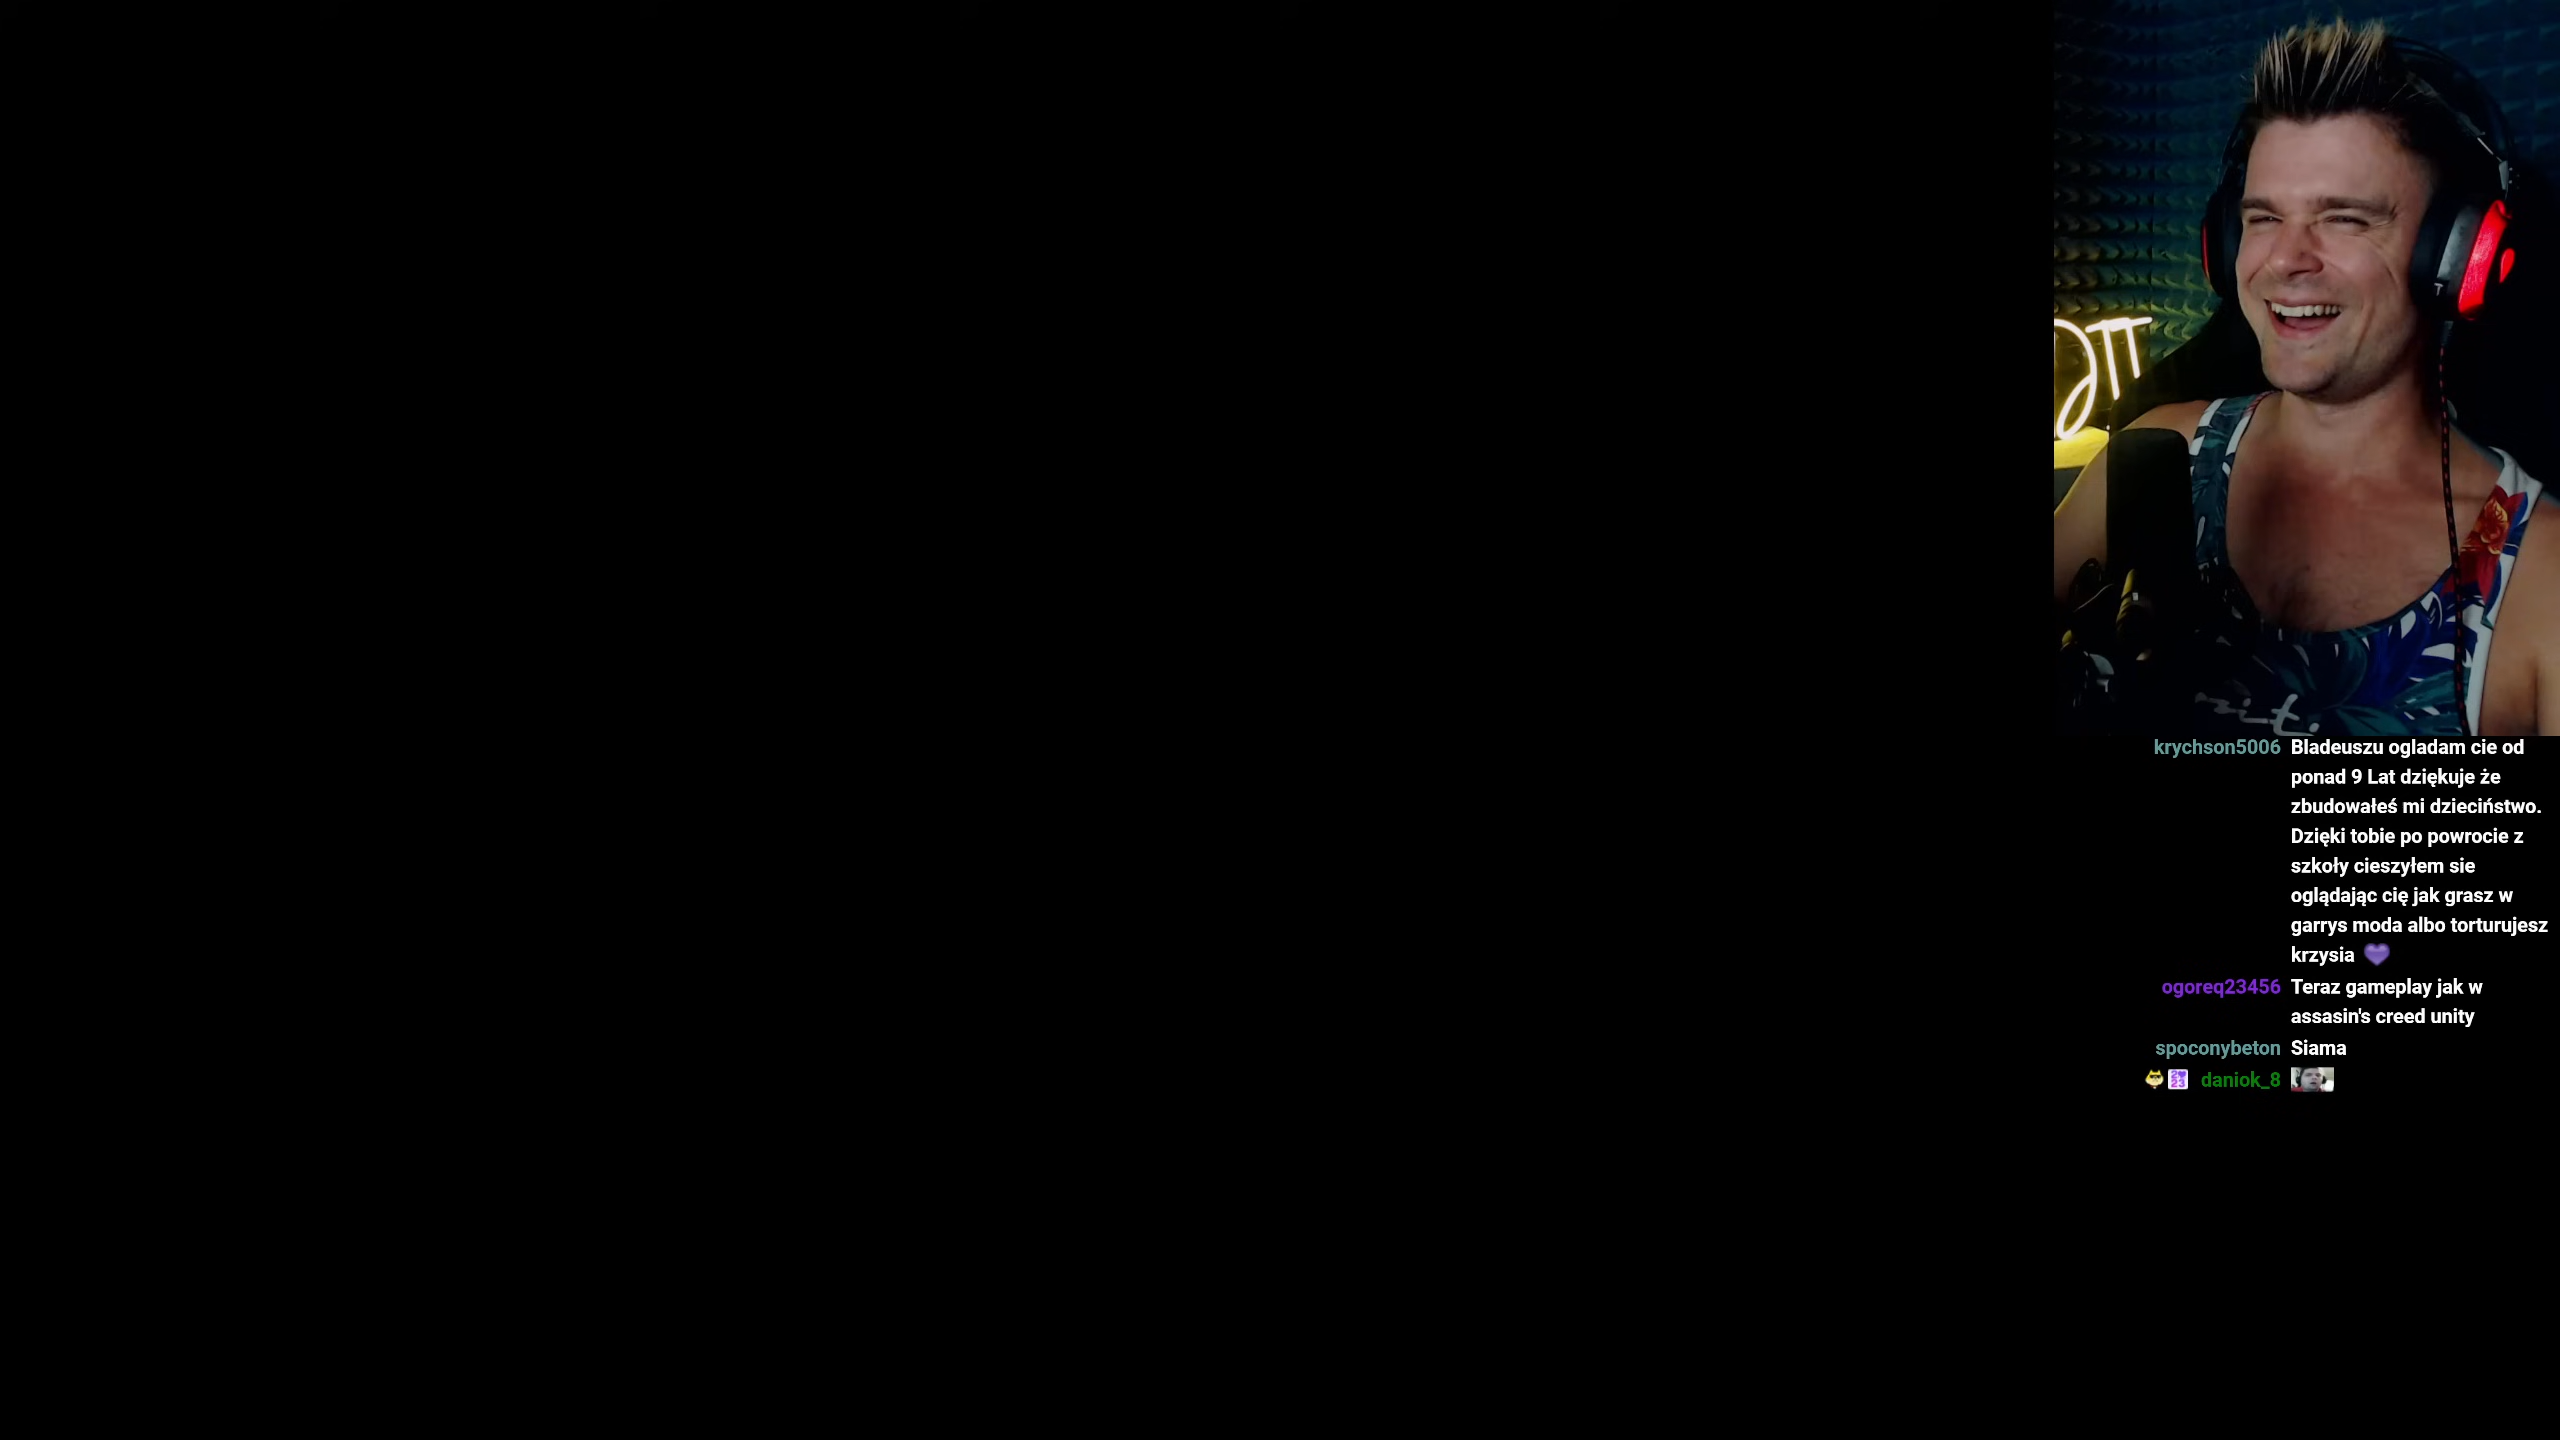 krychson5006 Bladeuszu ogladam cie od
ponad 9 Lat dziękuje że
zbudowałeś mi dzieciństwo.
Dzięki tobie po powrocie z
szkoły cieszyłem sie
oglądając cię jak grasz w
garrys moda albo torturujesz
krzysia
ogoreq23456 Teraz gameplay jak w
assasin's creed unity
spoconybeton Siama
daniok_8